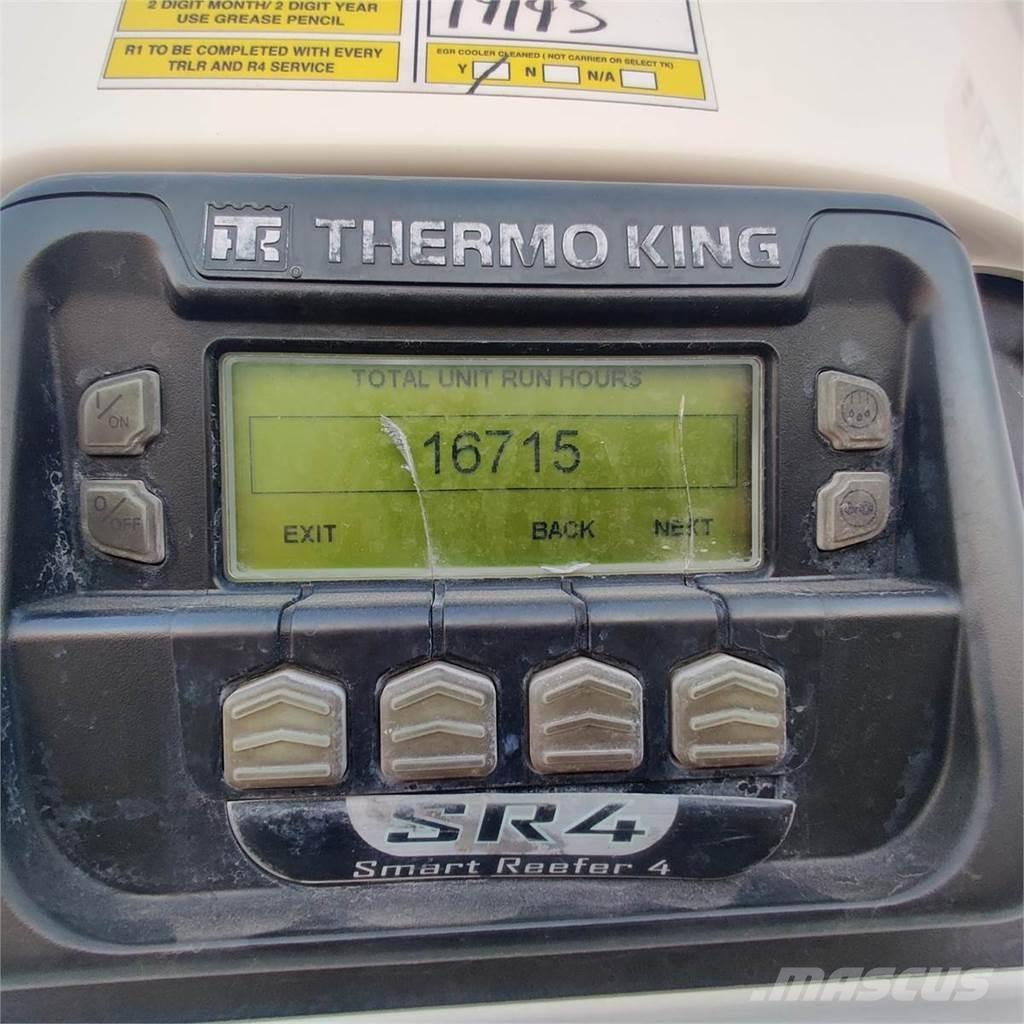 2 DIGIT MONTH/ 2 DIGIT YEAR
USE GREASE PENCIL
R1 TO BE COMPLETED WITH EVERY
TRLR AND R4 SERVICE
EGR COOLER CLEANED ( NOT CARRIER OR SELECT TK)
Y N N/A
THERMO KING
TOTAL UNIT RUN HOURS
16715
EXIT BACK NEXT
I/ON
O/OFF
SR4
Smart Reefer 4
MASCUS